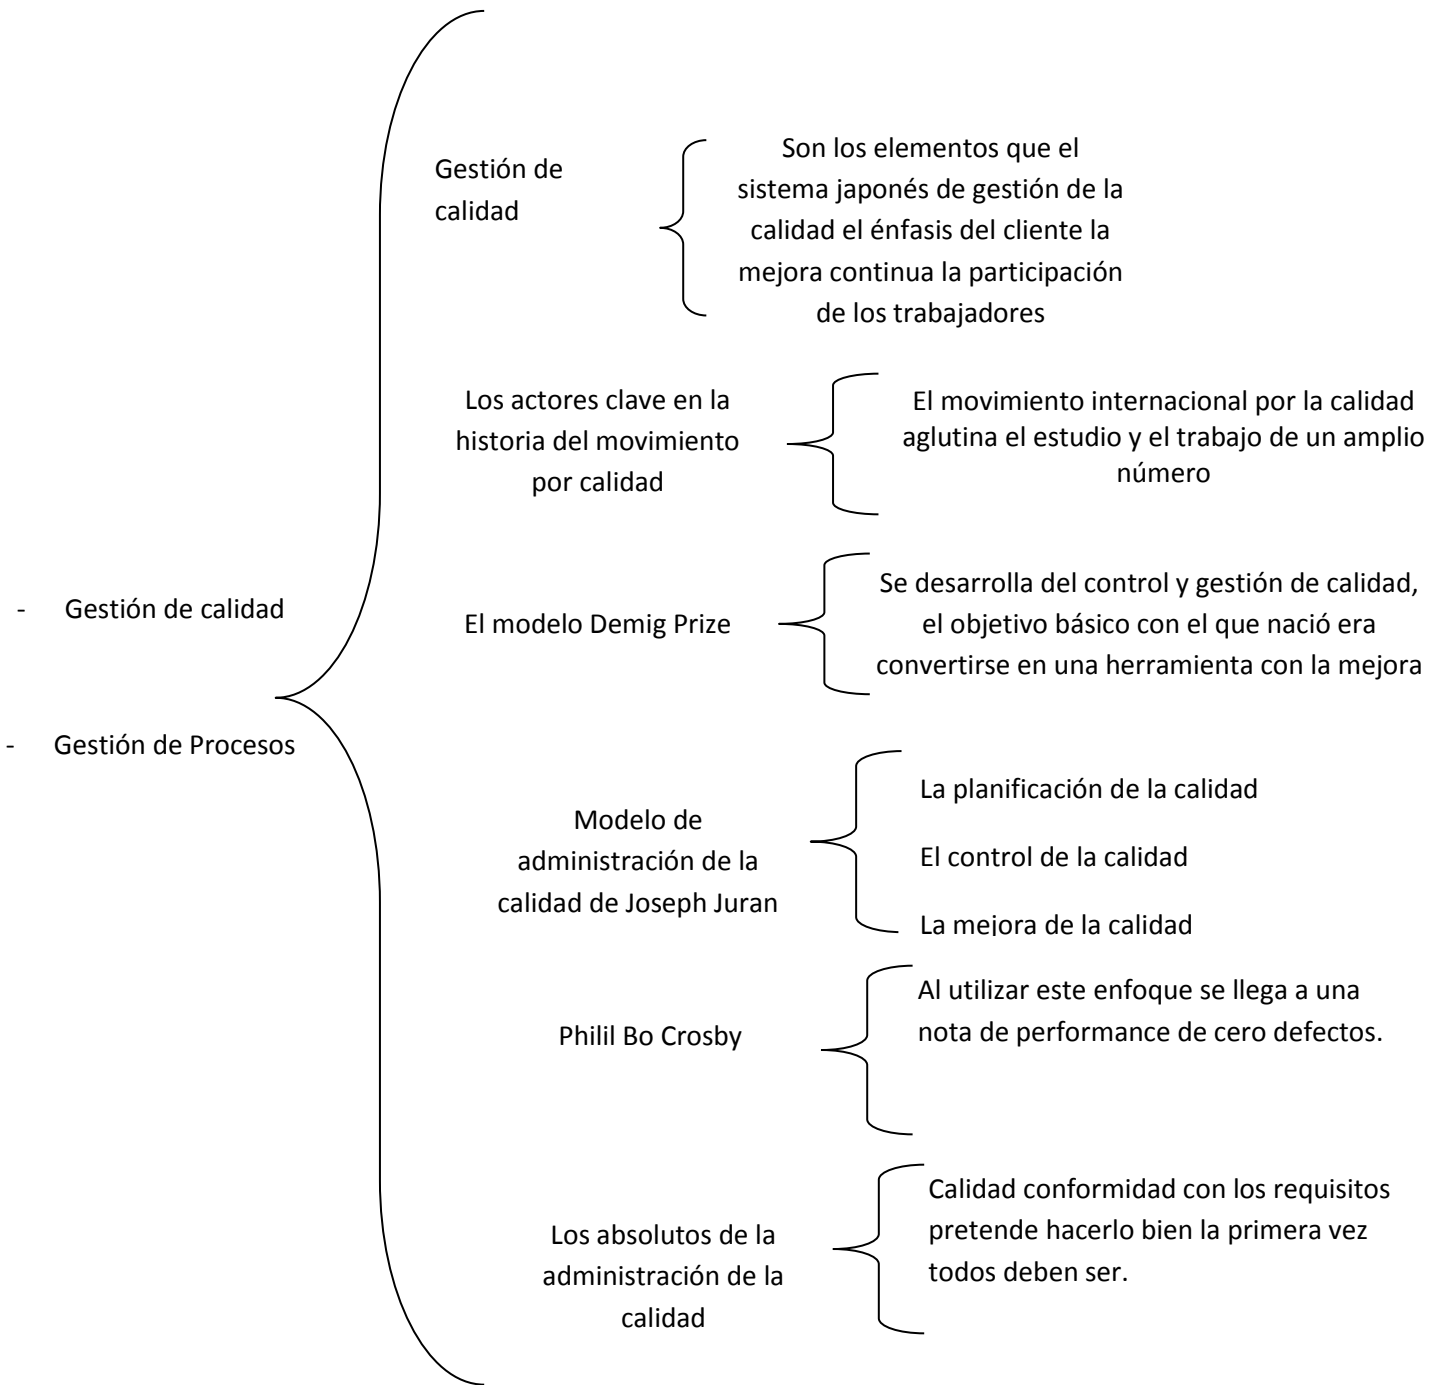 - Gestión de calidad
- Gestión de Procesos
Gestión de
calidad
Son los elementos que el
sistema japonés de gestión de la
calidad el énfasis del cliente la
mejora continua la participación
de los trabajadores
Los actores clave en la
historia del movimiento
por calidad
El movimiento internacional por la calidad
aglutina el estudio y el trabajo de un amplio
número
El modelo Demig Prize
Se desarrolla del control y gestión de calidad,
el objetivo básico con el que nació era
convertirse en una herramienta con la mejora
Modelo de
administración de la
calidad de Joseph Juran
La planificación de la calidad
El control de la calidad
La mejora de la calidad
Philil Bo Crosby
Al utilizar este enfoque se llega a una
nota de performance de cero defectos.
Los absolutos de la
administración de la
calidad
Calidad conformidad con los requisitos
pretende hacerlo bien la primera vez
todos deben ser.